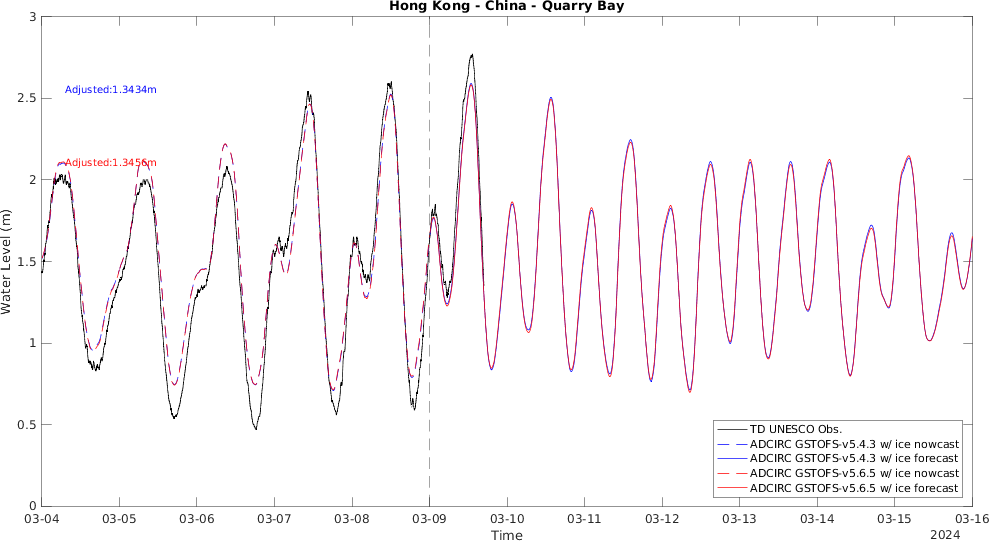 Hong Kong - China - Quarry Bay
3
Adjusted:1.3434m
2.5
Adjusted:1.3456m
2
Water Level (m)
1.5
1
0.5
0
TD UNESCO Obs.
ADCIRC GSTOFS-v5.4.3 w/ ice nowcast
ADCIRC GSTOFS-v5.4.3 w/ ice forecast
ADCIRC GSTOFS-v5.6.5 w/ ice nowcast
ADCIRC GSTOFS-v5.6.5 w/ ice forecast
03-04 03-05 03-06 03-07 03-08 03-09 03-10 03-11 03-12 03-13 03-14 03-15 03-16
Time
2024